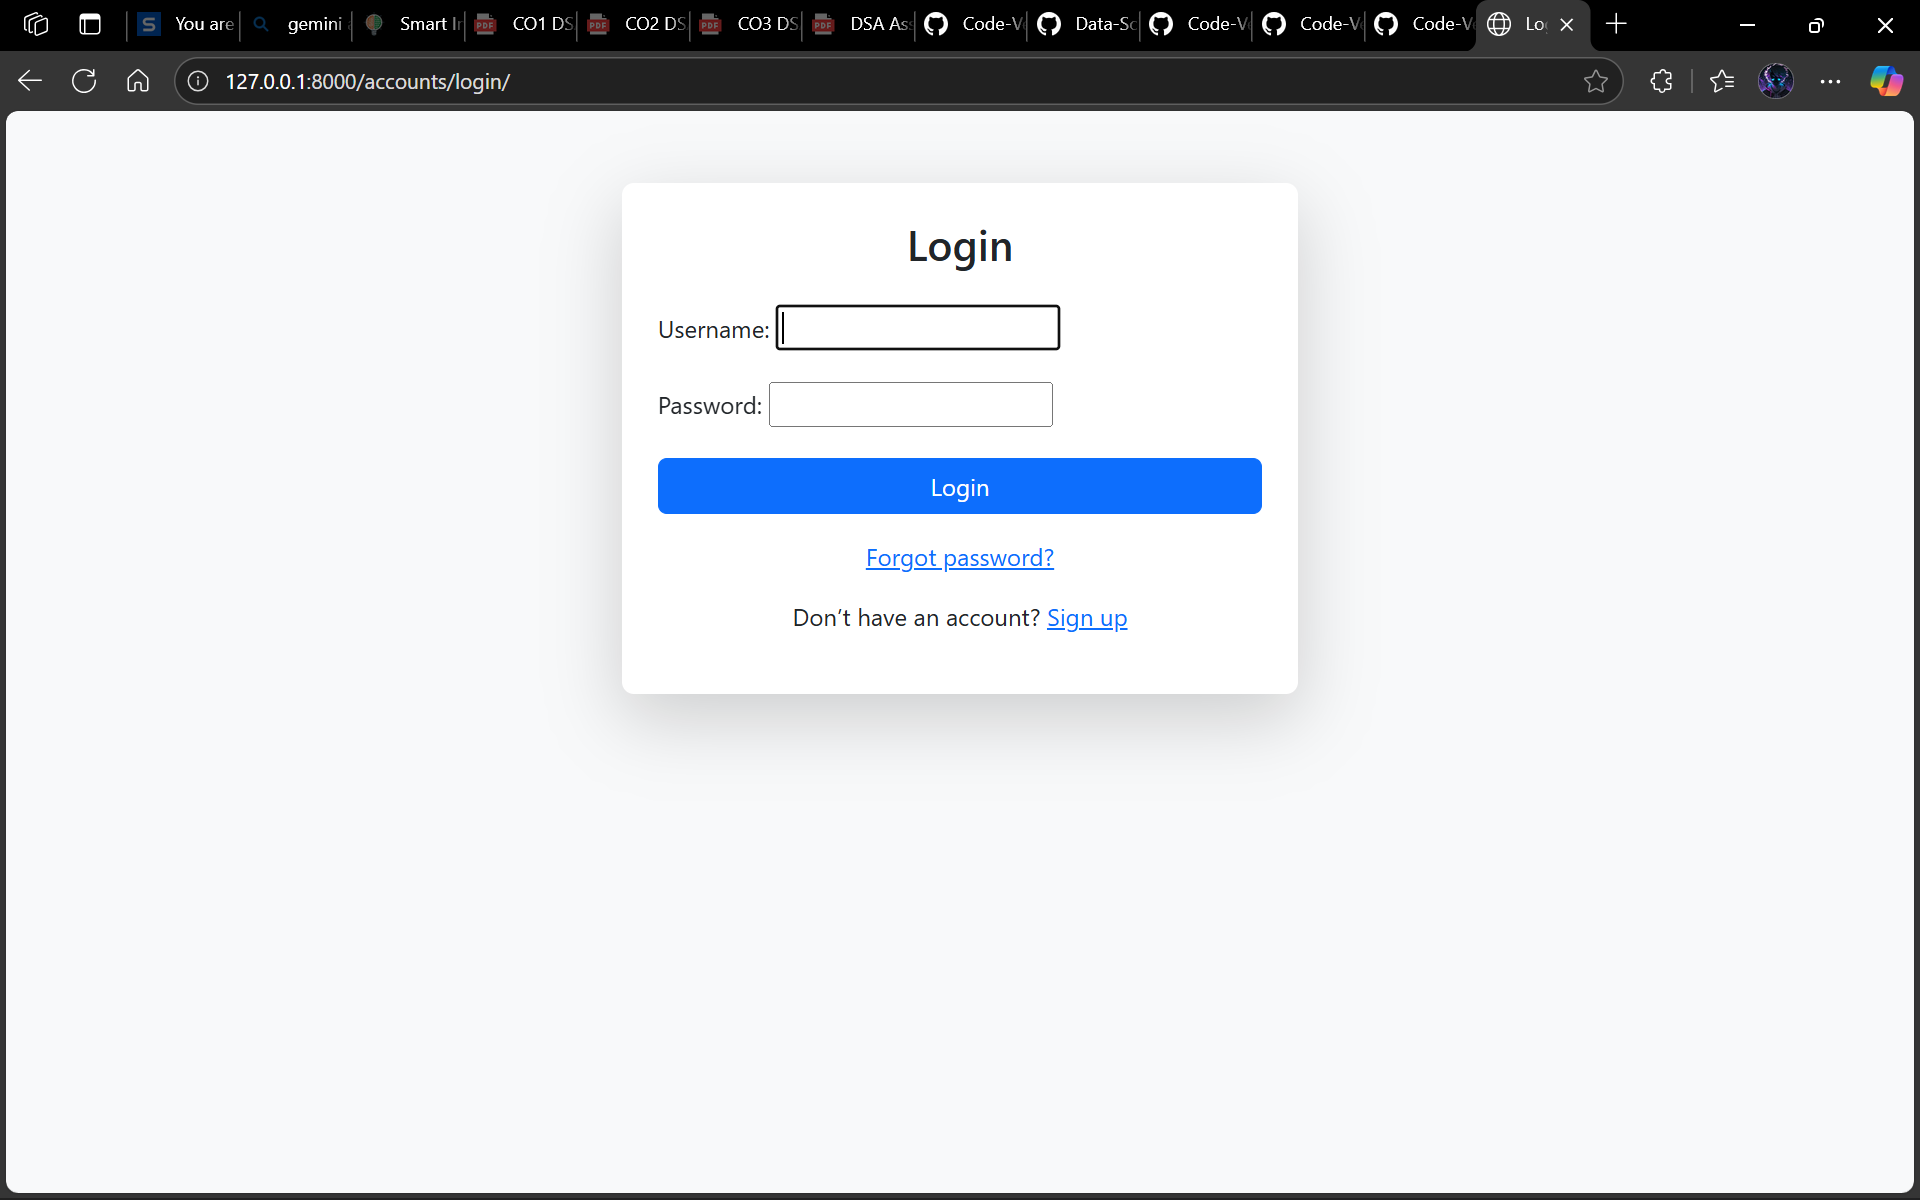 You are
gemini
Smart I
CO1 DS
CO2 DS
CO3 DS
DSA As
Code-V
Data-Sc
Code-V
Code-V
Code-V
Lo
127.0.0.1:8000/accounts/login/
Login
Username:
Password:
Login
Forgot password?
Don’t have an account? Sign up